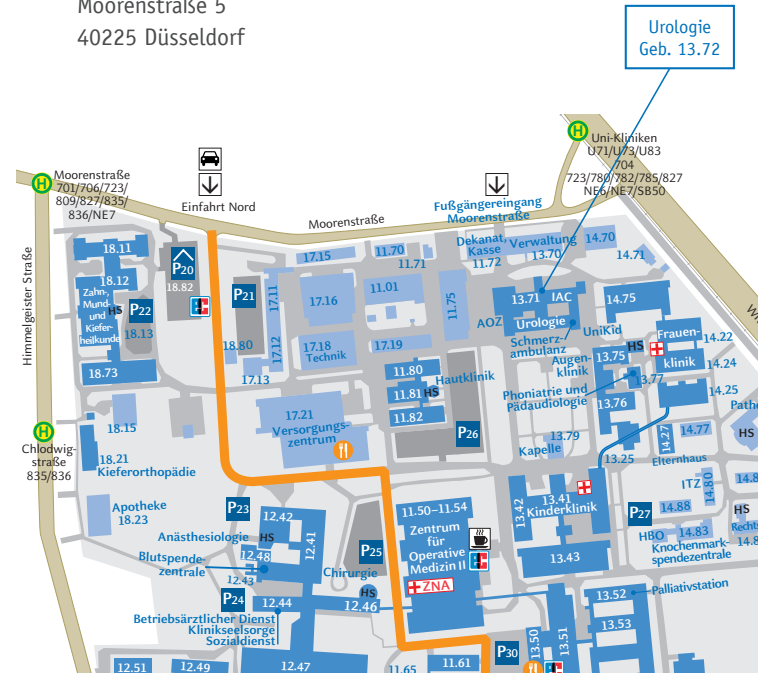 Moorenstraße 5
40225 Düsseldorf
Urologie
Geb. 13.72
H
Uni-Kliniken
U71/U73/U83
704
723/780/782/785/827
NE6/NE7/SB50
H
Moorenstraße
701/706/723/
809/827/835/
836/NE7
Einfahrt Nord
Moorenstraße
Fußgängereingang
Moorenstraße
Himmelgeister Straße
18.11
18.12
Zahn-,
Mund-
und
Kiefer-
heilkunde
HS
P22
18.13
18.73
P20
18.82
P21
18.80
17.11
17.12
17.13
17.15
17.16
17.18
Technik
11.70
11.71
11.01
17.19
11.75
Dekanat,
Kasse
11.72
Verwaltung
13.70
14.70
14.71
13.71
IAC
AOZ
Urologie
Schmerz-
ambulanz
UniKid
14.75
Frauen-
klinik
14.22
14.24
14.25
HS
Augen-
klinik
13.75
13.77
Phoniatrie und
Pädaudiologie
13.76
11.80
11.81
HS
11.82
Hautklinik
P26
17.21
Versorgungs-
zentrum
18.15
18.21
Kieferorthopädie
H
Chlodwig-
straße
835/836
Apotheke
18.23
13.79
Kapelle
13.25
14.27
14.77
Elternhaus
Path
HS
ITZ
14.80
14.8
P27
14.88
HBO
14.83
Knochenmark-
spendezentrale
HS
Rechts
14.8
P23
12.42
12.41
Anästhesiologie
HS
12.48
Blutspende-
zentrale
12.43
P24
12.44
Chirurgie
HS
12.46
P25
Betriebsärztlicher Dienst
Klinikseelsorge
Sozialdienst
11.50–11.54
Zentrum
für
Operative
Medizin II
ZNA
13.42
13.41
Kinderklinik
13.43
13.52
Palliativstation
13.53
13.50
13.51
P30
12.51
12.49
12.47
11.65
11.61